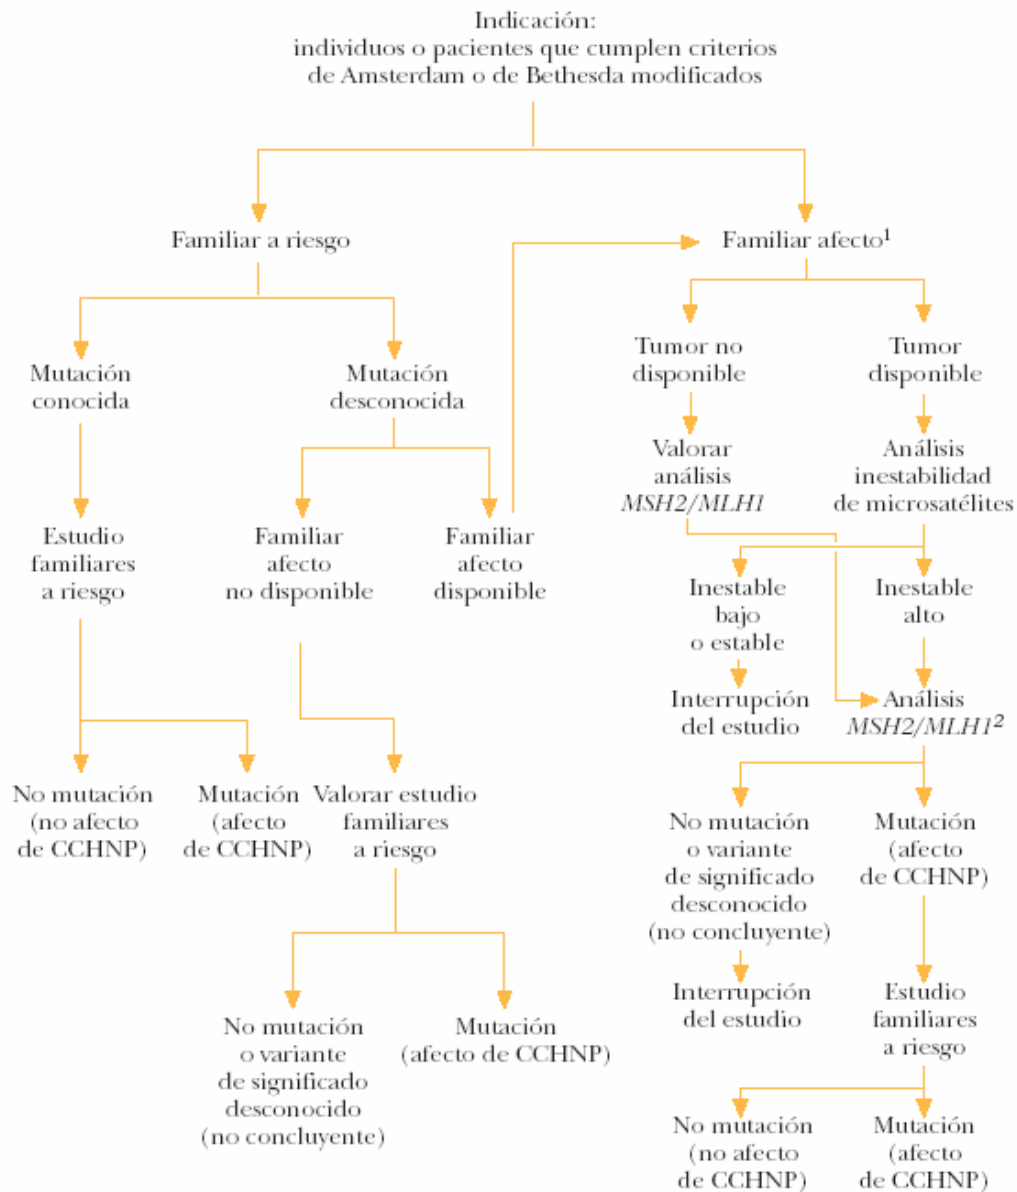 Indicación:
individuos o pacientes que cumplen criterios
de Amsterdam o de Bethesda modificados
Familiar a riesgo
Familiar afecto¹
Mutación
conocida
Mutación
desconocida
Tumor no
disponible
Tumor
disponible
Valorar
análisis
MSH2/MLH1
Análisis
inestabilidad
de microsatélites
Estudio
familiares
a riesgo
Familiar
afecto
no disponible
Familiar
afecto
disponible
Inestable
bajo
o estable
Inestable
alto
Interrupción
del estudio
Análisis
MSH2/MLH1²
No mutación
(no afecto
de CCHNP)
Mutación
(afecto
de CCHNP)
Valorar estudio
familiares
a riesgo
No mutación
o variante
de significado
desconocido
(no concluyente)
Mutación
(afecto
de CCHNP)
No mutación
o variante
de significado
desconocido
(no concluyente)
Mutación
(afecto de CCHNP)
Interrupción
del estudio
Estudio
familiares
a riesgo
No mutación
(no afecto
de CCHNP)
Mutación
(afecto
de CCHNP)